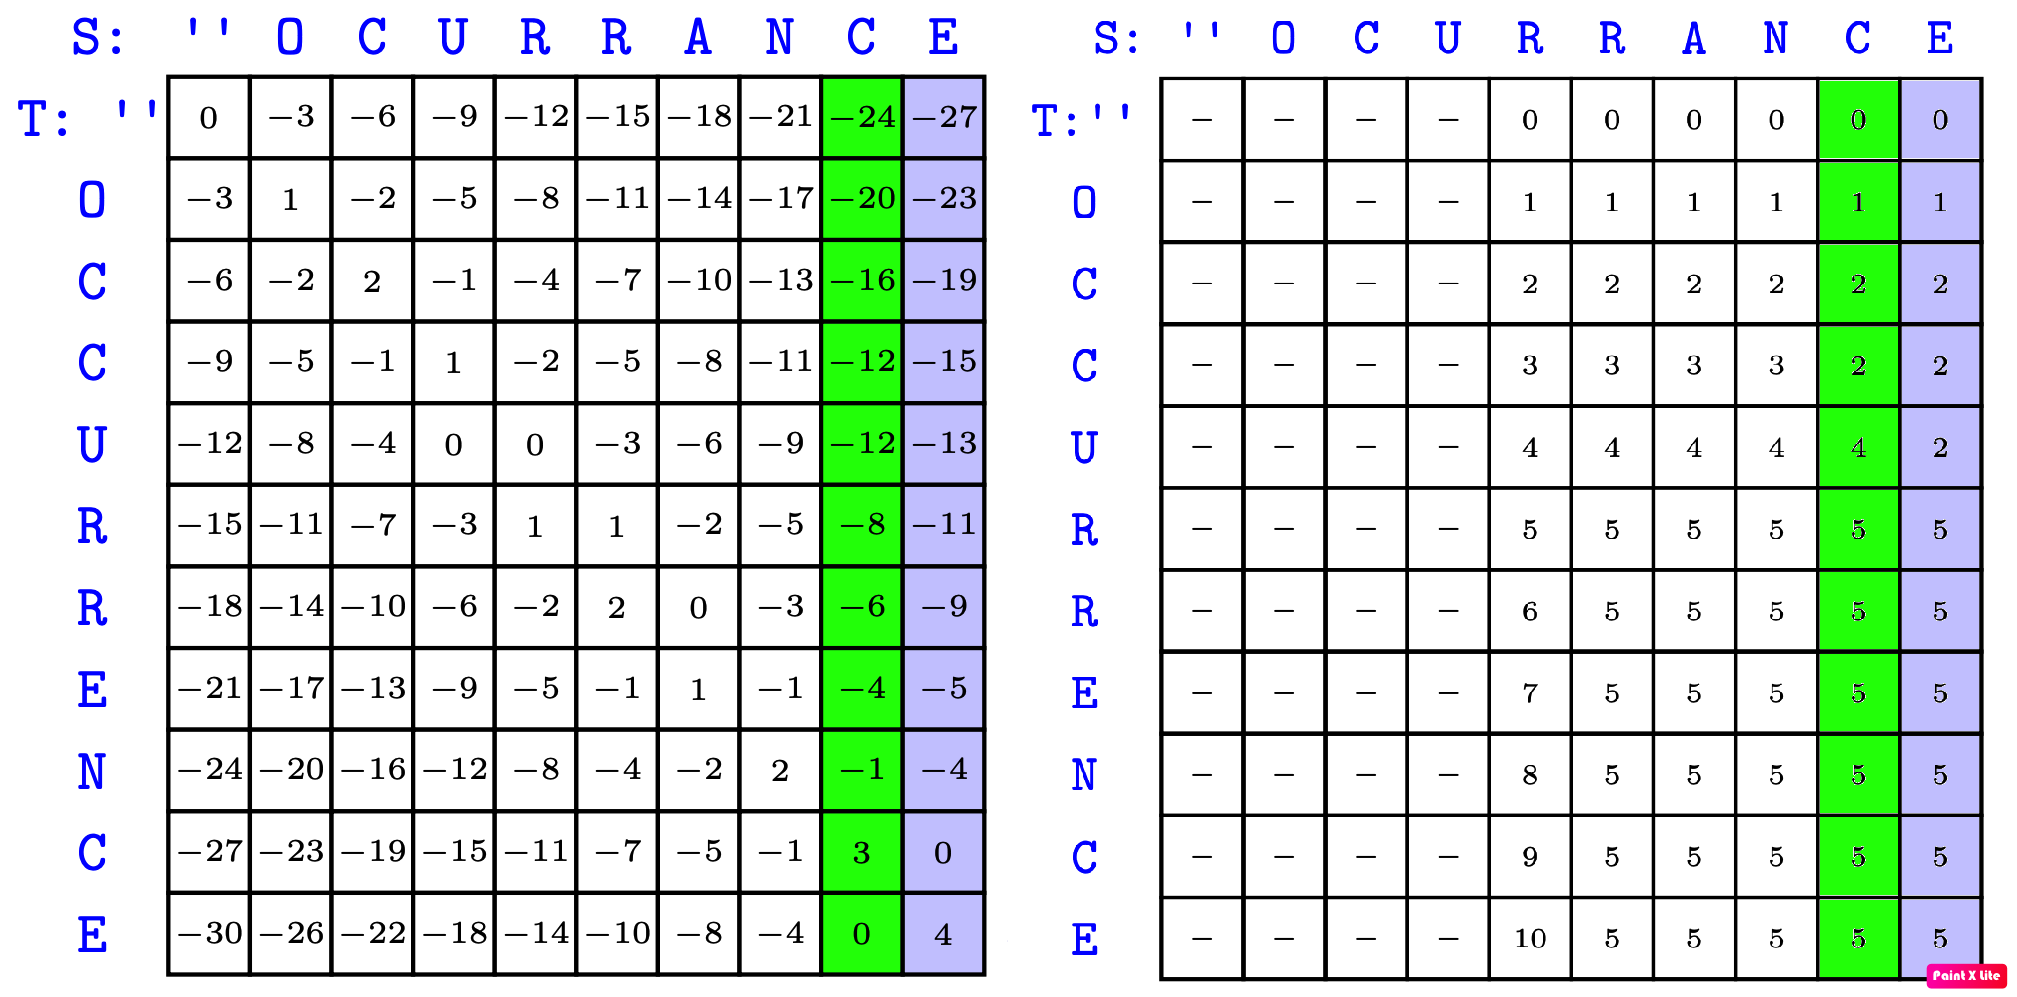 S: '' O C U R R A N C E
T: '' 0 −3 −6 −9 −12 −15 −18 −21 −24 −27
O −3 1 −2 −5 −8 −11 −14 −17 −20 −23
C −6 −2 2 −1 −4 −7 −10 −13 −16 −19
C −9 −5 −1 1 −2 −5 −8 −11 −12 −15
U −12 −8 −4 0 0 −3 −6 −9 −12 −13
R −15 −11 −7 −3 1 1 −2 −5 −8 −11
R −18 −14 −10 −6 −2 2 0 −3 −6 −9
E −21 −17 −13 −9 −5 −1 1 −1 −4 −5
N −24 −20 −16 −12 −8 −4 −2 2 −1 −4
C −27 −23 −19 −15 −11 −7 −5 −1 3 0
E −30 −26 −22 −18 −14 −10 −8 −4 0 4
S: '' O C U R R A N C E
T:'' − − − − 0 0 0 0 0 0
O − − − − 1 1 1 1 1 1
C − − − − 2 2 2 2 2 2
C − − − − 3 3 3 3 2 2
U − − − − 4 4 4 4 4 2
R − − − − 5 5 5 5 5 5
R − − − − 6 5 5 5 5 5
E − − − − 7 5 5 5 5 5
N − − − − 8 5 5 5 5 5
C − − − − 9 5 5 5 5 5
E − − − − 10 5 5 5 5 5
Paint X Lite